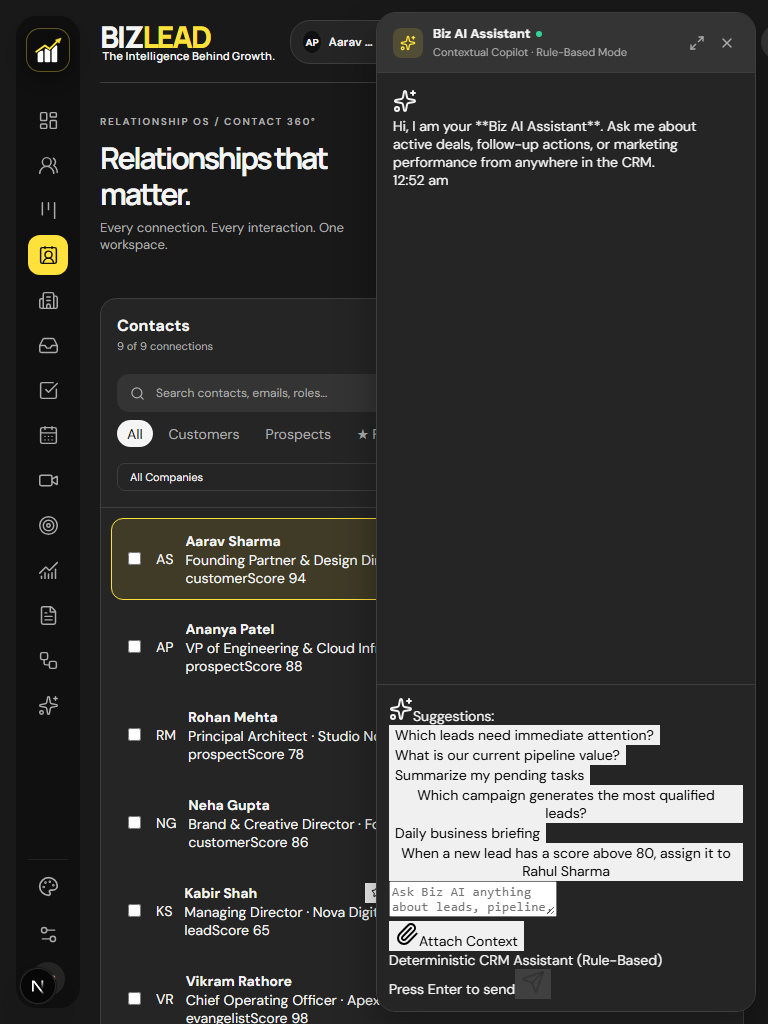 BIZLEAD
The Intelligence Behind Growth.
AP Aarav ...
RELATIONSHIP OS / CONTACT 360°
Relationships that
matter.
Every connection. Every interaction. One
workspace.
Contacts
9 of 9 connections
Search contacts, emails, roles...
All Customers Prospects ★
All Companies
Aarav Sharma
AS Founding Partner & Design
customerScore 94
Ananya Patel
AP VP of Engineering & Cloud
prospectScore 88
Rohan Mehta
RM Principal Architect · Studio
prospectScore 78
Neha Gupta
NG Brand & Creative Director ·
customerScore 86
Kabir Shah
KS Managing Director · Nova
leadScore 65
Vikram Rathore
VR Chief Operating Officer · Apex
evangelistScore 98
N
Biz AI Assistant
Contextual Copilot · Rule-Based Mode
Hi, I am your **Biz AI Assistant**. Ask me about
active deals, follow-up actions, or marketing
performance from anywhere in the CRM.
12:52 am
Suggestions:
Which leads need immediate attention?
What is our current pipeline value?
Summarize my pending tasks
Which campaign generates the most qualified
leads?
Daily business briefing
When a new lead has a score above 80, assign it to
Rahul Sharma
Ask Biz AI anything
about leads, pipeline,
Attach Context
Deterministic CRM Assistant (Rule-Based)
Press Enter to send